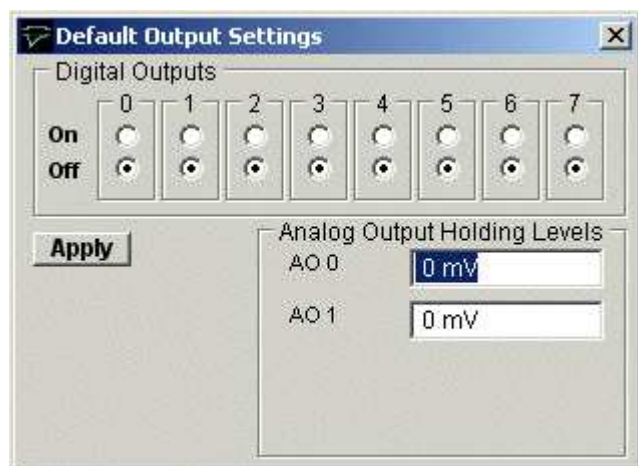 Default Output Settings
Digital Outputs
0 1 2 3 4 5 6 7
On
Off
Apply
Analog Output Holding Levels
AO 0 0 mV
AO 1 0 mV